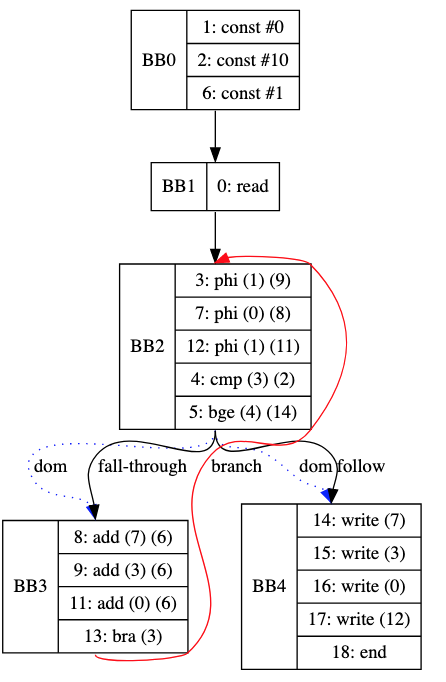 BB0
1: const #0
2: const #10
6: const #1
BB1
0: read
BB2
3: phi (1) (9)
7: phi (0) (8)
12: phi (1) (11)
4: cmp (3) (2)
5: bge (4) (14)
dom
fall-through
branch
dom
follow
BB3
8: add (7) (6)
9: add (3) (6)
11: add (0) (6)
13: bra (3)
BB4
14: write (7)
15: write (3)
16: write (0)
17: write (12)
18: end